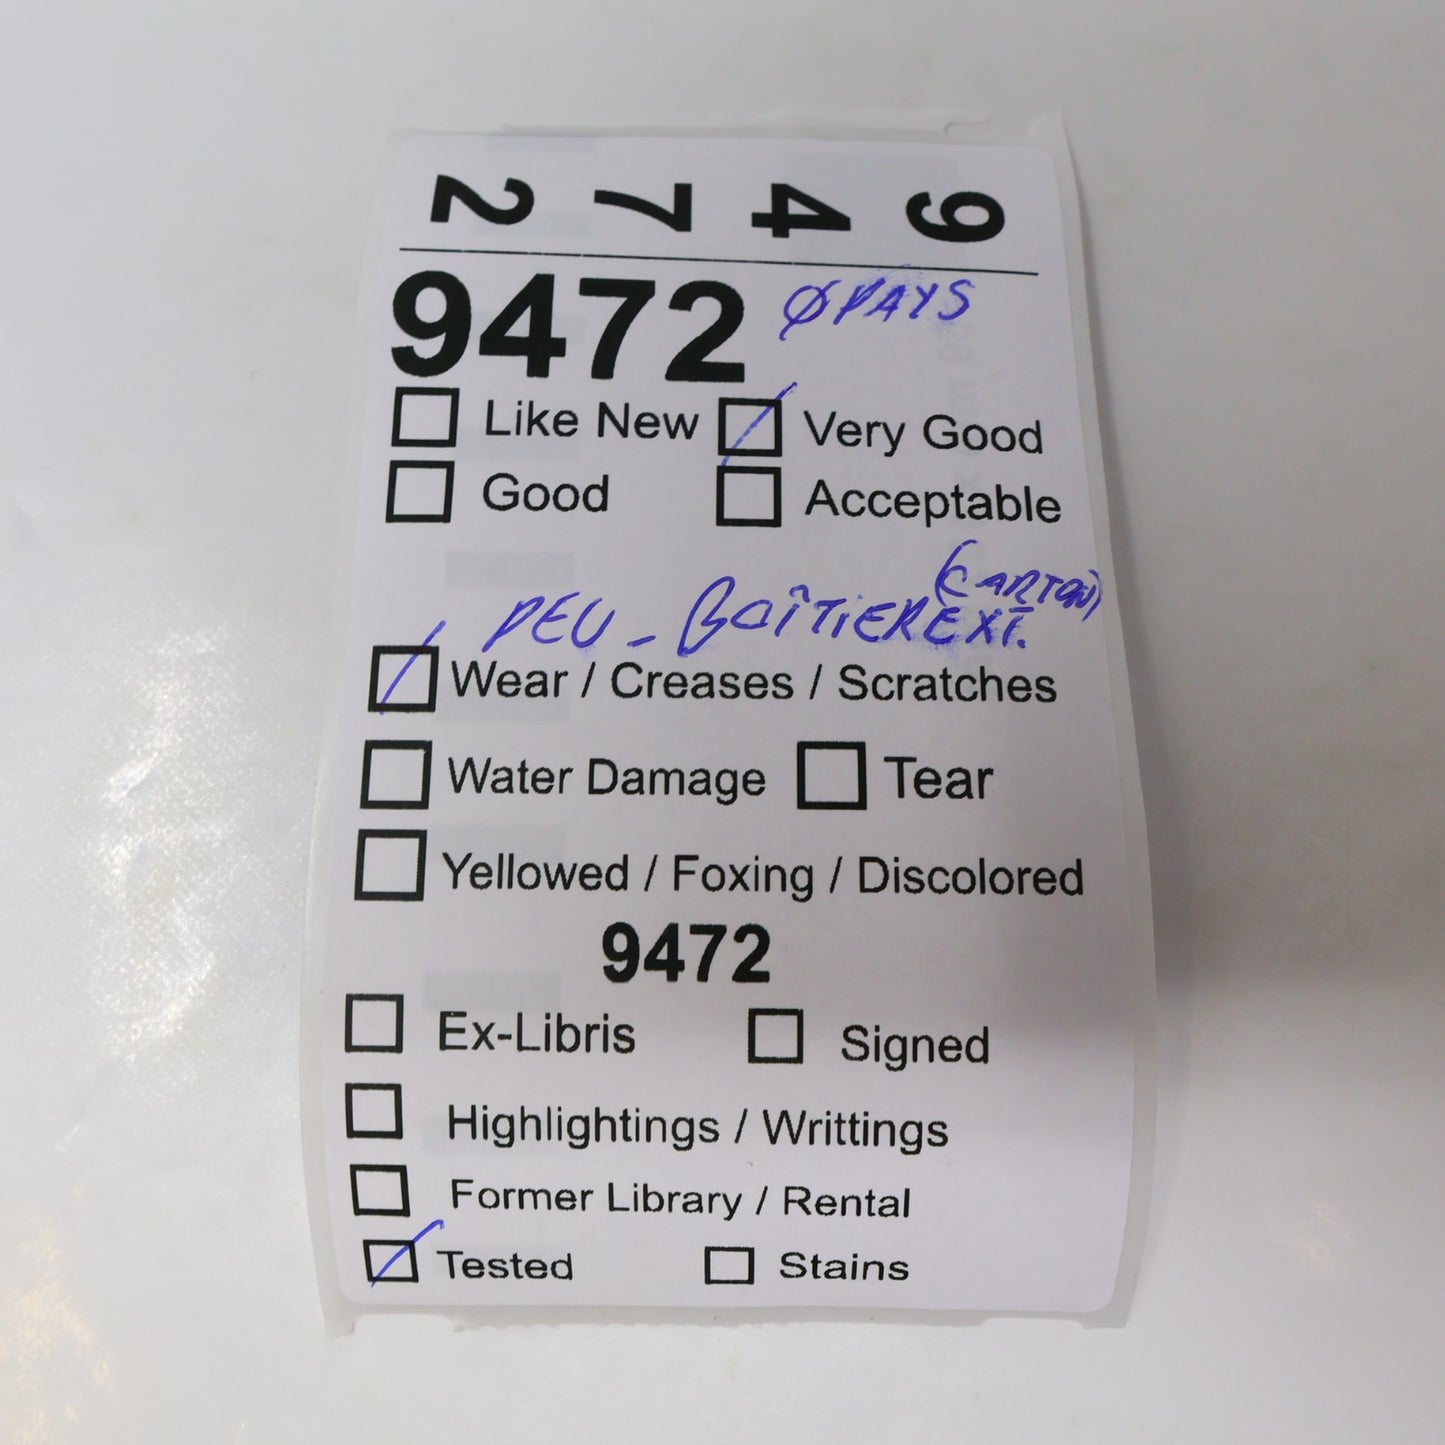 9 4 7 2
9472 ØPAYS
Like New Very Good
Good Acceptable
(CARTON)
PEU - BOÎTIER EXT.
Wear / Creases / Scratches
Water Damage Tear
Yellowed / Foxing / Discolored
9472
Ex-Libris Signed
Highlightings / Writtings
Former Library / Rental
Tested Stains